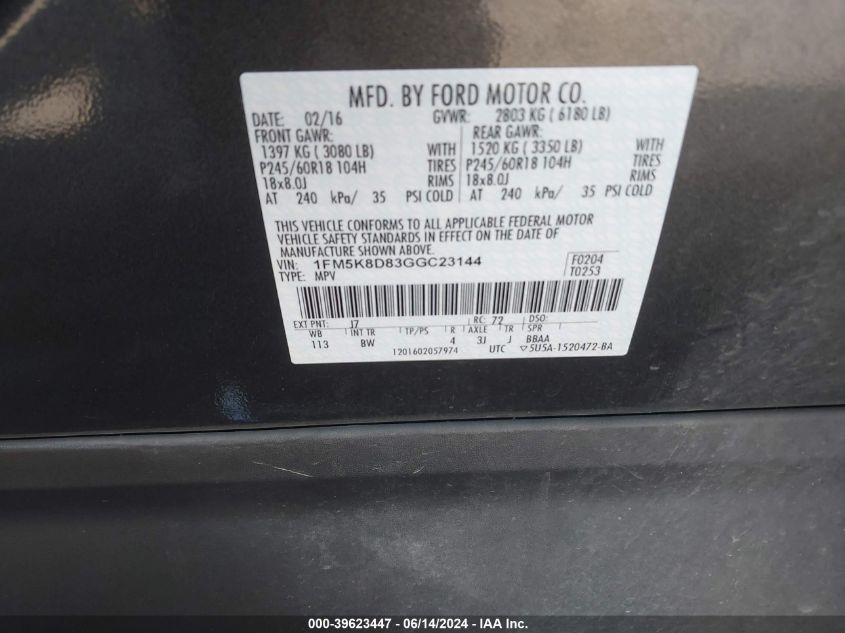 MFD. BY FORD MOTOR CO.
DATE: 02/16 GVWR: 2803 KG ( 6180 LB)
FRONT GAWR: REAR GAWR:
1397 KG ( 3080 LB) WITH 1520 KG ( 3350 LB) WITH
P245/60R18 104H TIRES P245/60R18 104H TIRES
18x8.0J RIMS 18x8.0J RIMS
AT 240 kPa/ 35 PSI COLD AT 240 kPa/ 35 PSI COLD
THIS VEHICLE CONFORMS TO ALL APPLICABLE FEDERAL MOTOR
VEHICLE SAFETY STANDARDS IN EFFECT ON THE DATE OF
MANUFACTURE SHOWN ABOVE.
VIN: 1FM5K8D83GGC23144 F0204
TYPE: MPV T0253
EXT PNT: J7 RC: 72 DSO:
WB INT TR TP/PS R AXLE TR SPR
113 BW 4 3J J BBAA
1201602057974 UTC ▽5U5A-1520472-BA
000-39623447 - 06/14/2024 - IAA Inc.